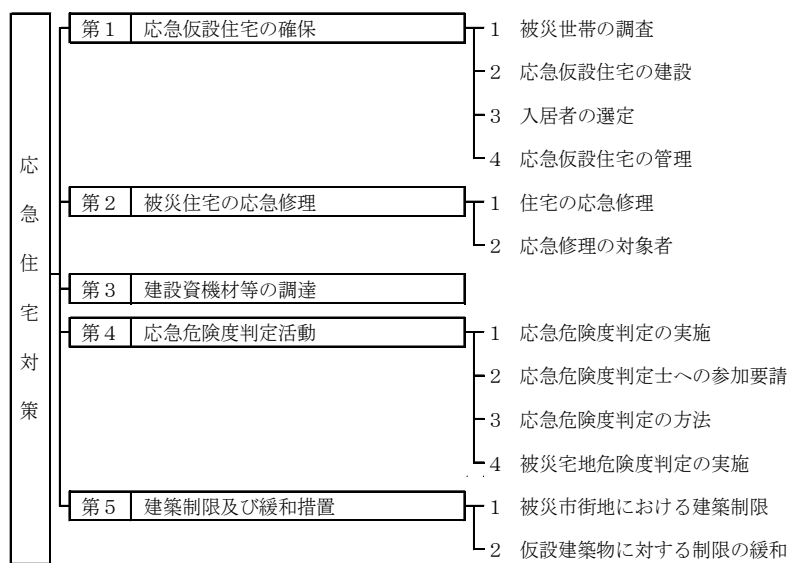 応急住宅対策
第１ 応急仮設住宅の確保
１ 被災世帯の調査
２ 応急仮設住宅の建設
３ 入居者の選定
４ 応急仮設住宅の管理
第２ 被災住宅の応急修理
１ 住宅の応急修理
２ 応急修理の対象者
第３ 建設資機材等の調達
第４ 応急危険度判定活動
１ 応急危険度判定の実施
２ 応急危険度判定士への参加要請
３ 応急危険度判定の方法
４ 被災宅地危険度判定の実施
第５ 建築制限及び緩和措置
１ 被災市街地における建築制限
２ 仮設建築物に対する制限の緩和